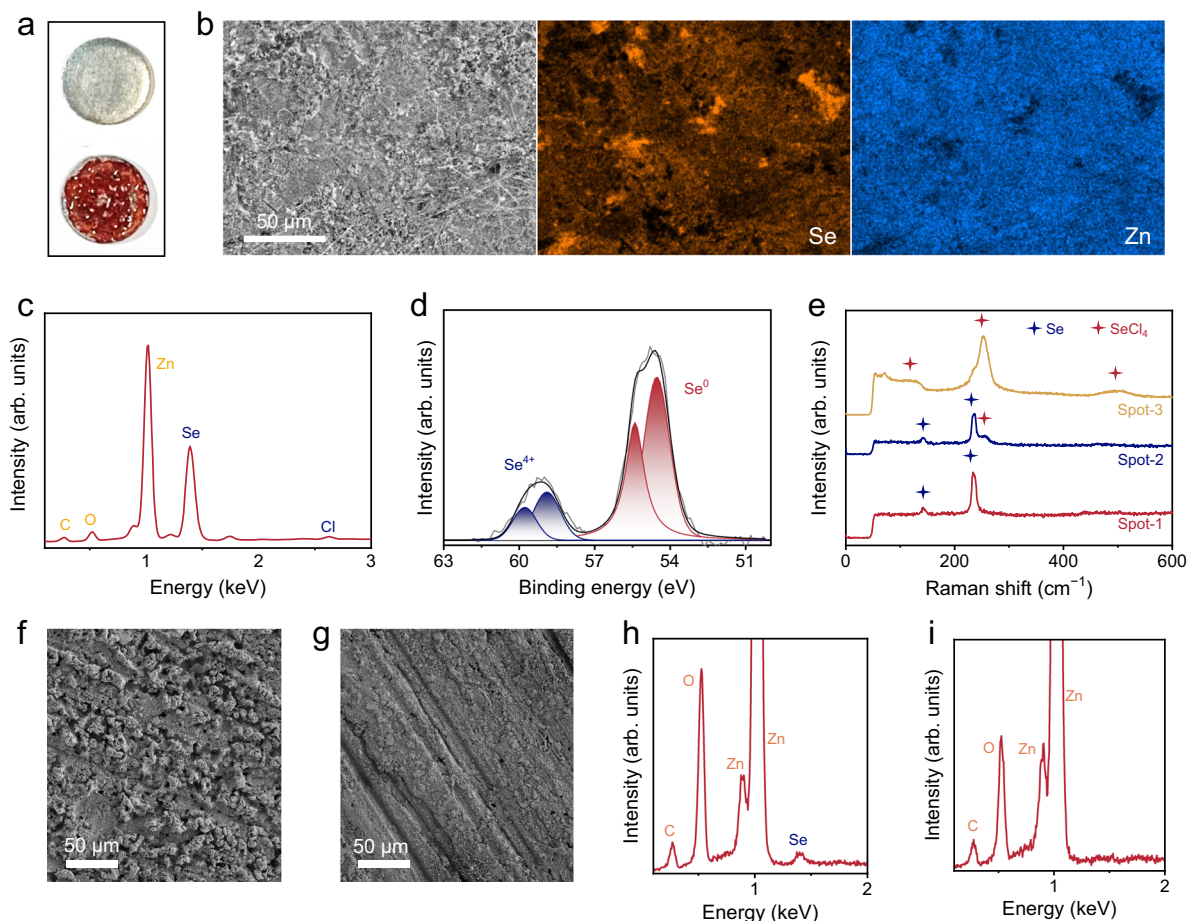 a
b
50 μm
Se
Zn
c
Intensity (arb. units)
C
O
Zn
Se
Cl
1
2
3
Energy (keV)
d
Intensity (arb. units)
Se⁴⁺
Se⁰
63
60
57
54
51
Binding energy (eV)
e
Intensity (arb. units)
Se
SeCl₄
Spot-3
Spot-2
Spot-1
0
200
400
600
Raman shift (cm⁻¹)
f
50 μm
g
50 μm
h
Intensity (arb. units)
C
O
Zn
Zn
Se
1
2
Energy (keV)
i
Intensity (arb. units)
C
O
Zn
Zn
1
2
Energy (keV)